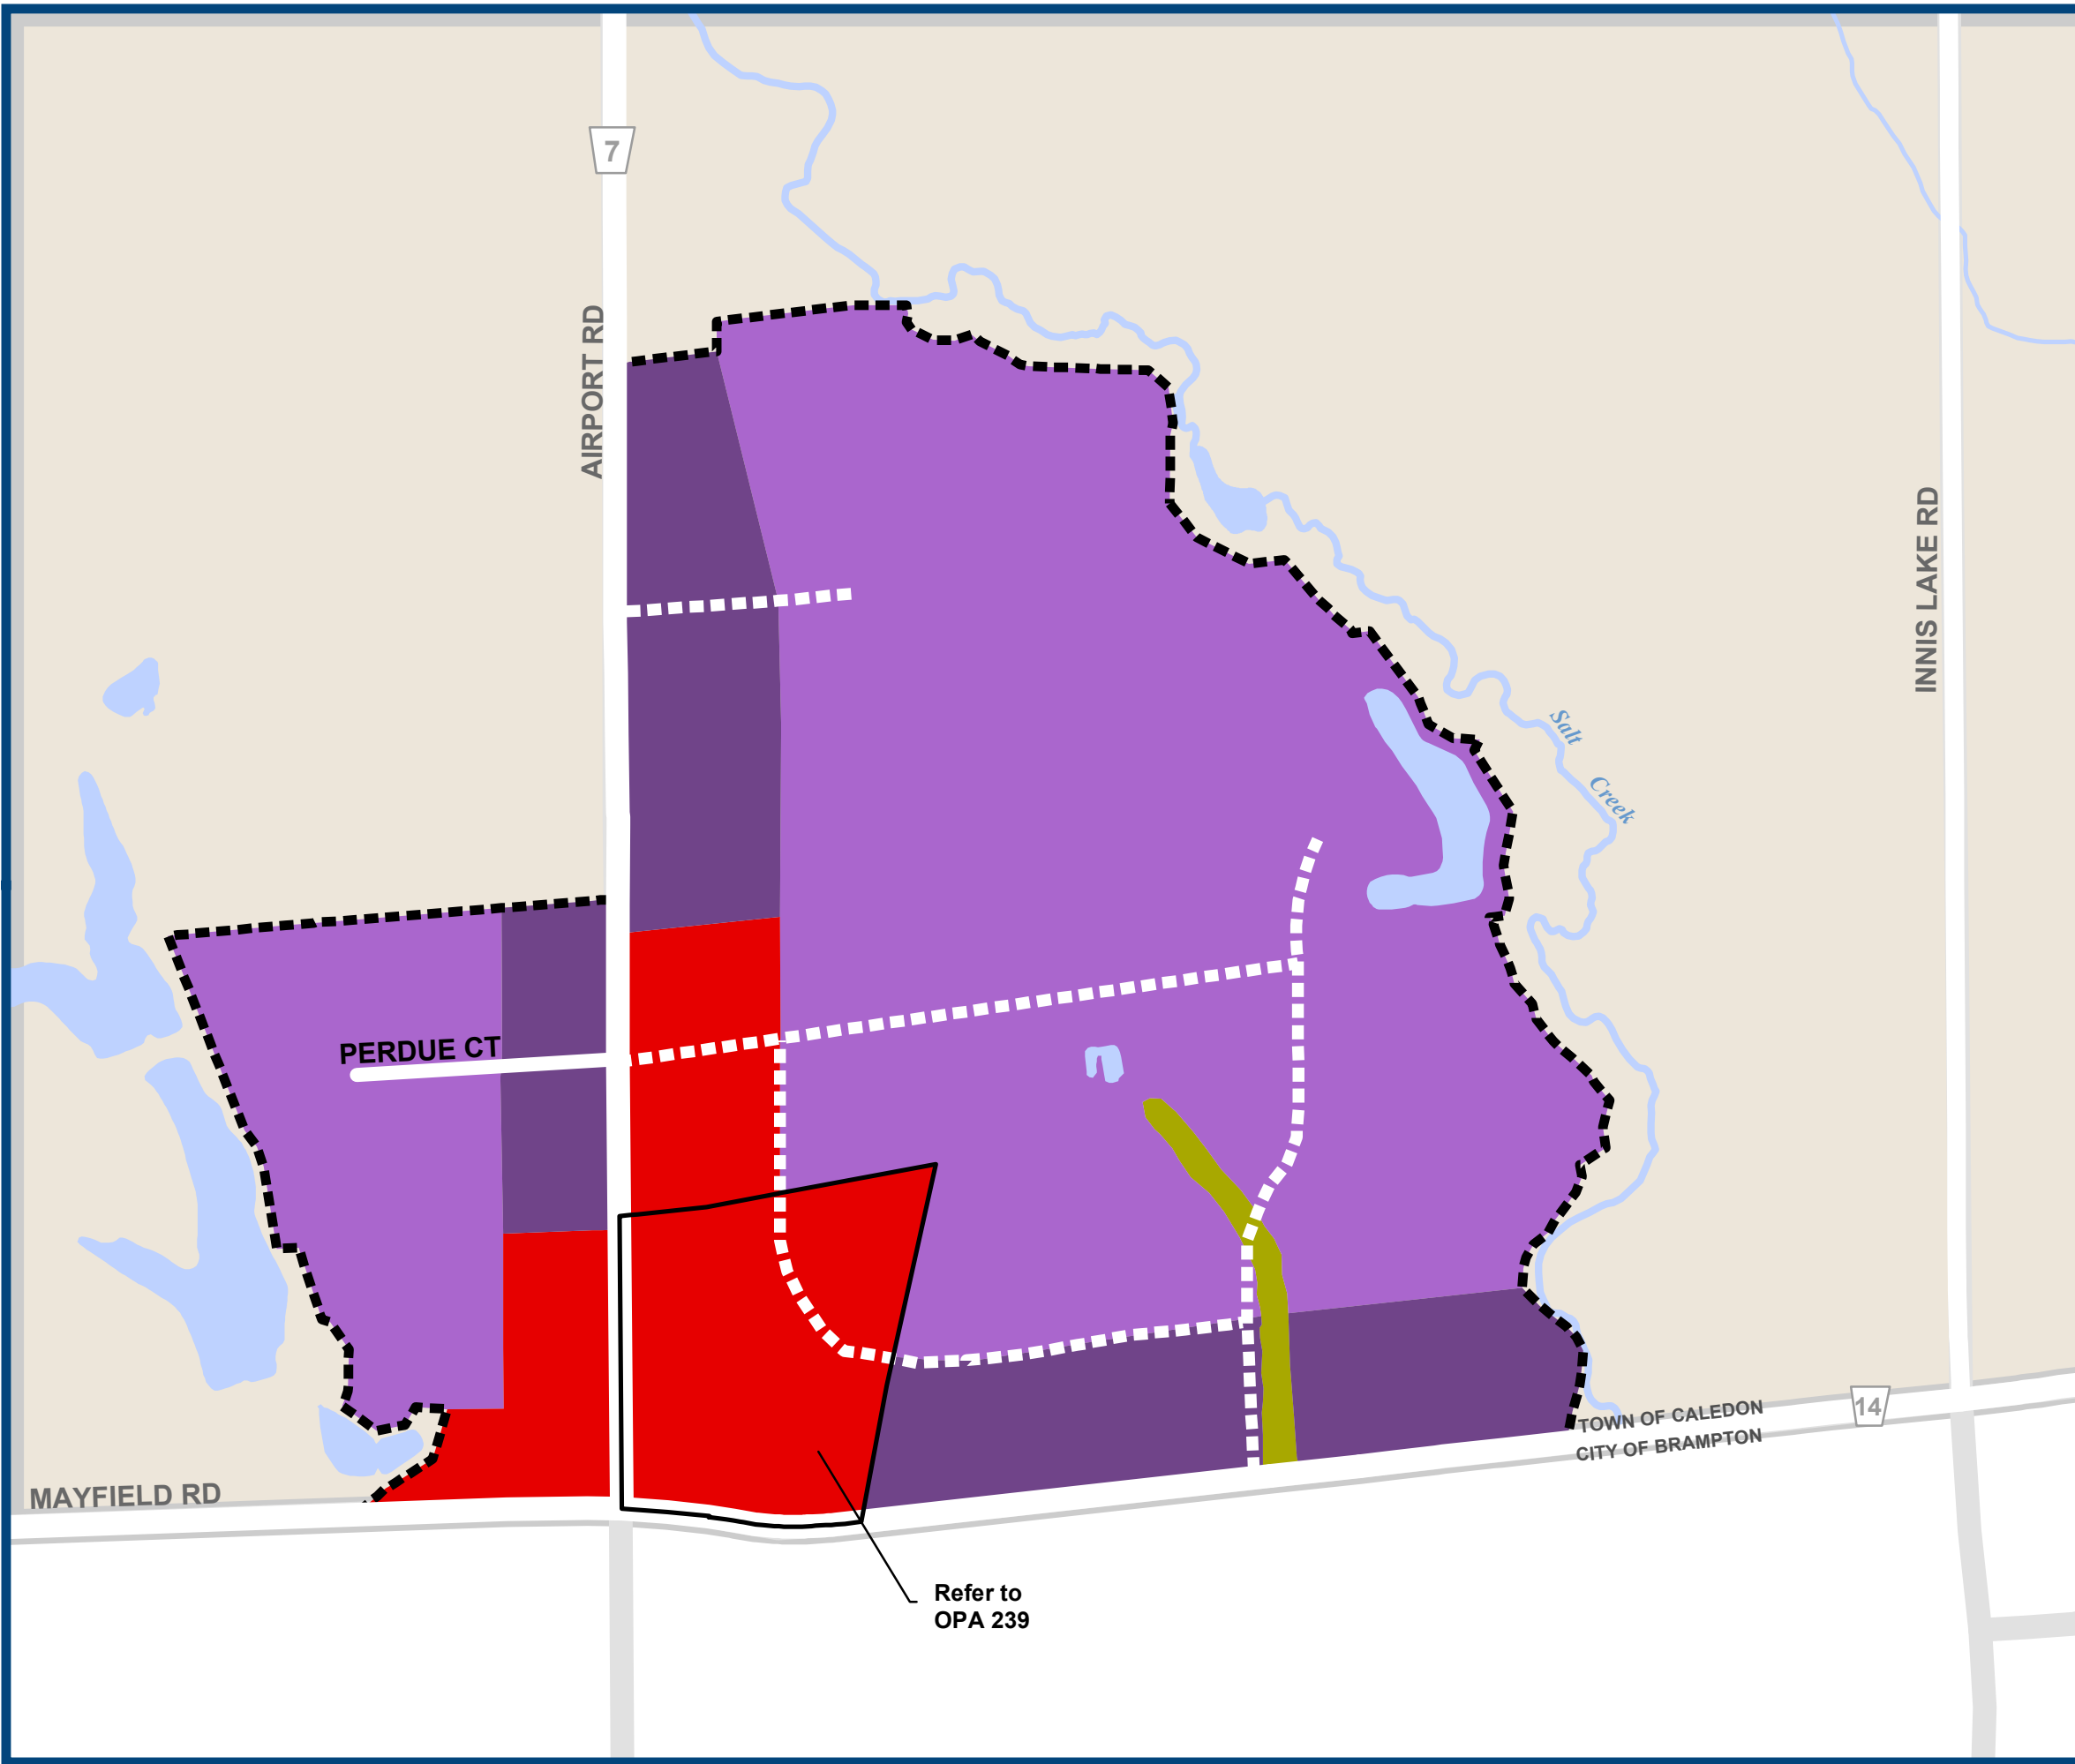 7
AIRPORT RD
INNIS LAKE RD
Salt
Creek
PERDUE CT
14
TOWN OF CALEDON
CITY OF BRAMPTON
MAYFIELD RD
Refer to
OPA 239